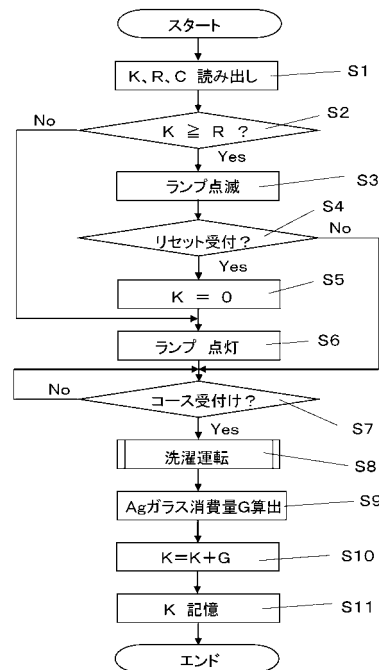 スタート
K、R、C 読み出し
S1
S2
No
K ≧ R ?
Yes
S3
ランプ点滅
S4
リセット受付?
No
Yes
K = 0
S5
ランプ 点灯
S6
No
コース受付け?
S7
Yes
洗濯運転
S8
Agガラス消費量G算出
S9
K=K+G
S10
K 記憶
S11
エンド